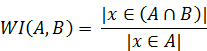 WI(A, B) = |x ∈ (A ∩ B)| / |x ∈ A|